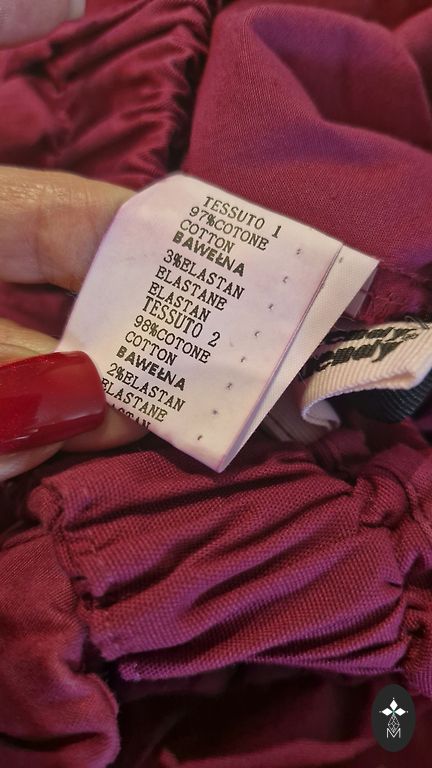 TESSUTO 1
97%COTONE
COTTON
BAWEŁNA
3%ELASTAN
ELASTANE
ELASTAN
TESSUTO 2
98%COTONE
COTTON
BAWEŁNA
2%ELASTAN
ELASTANE
M